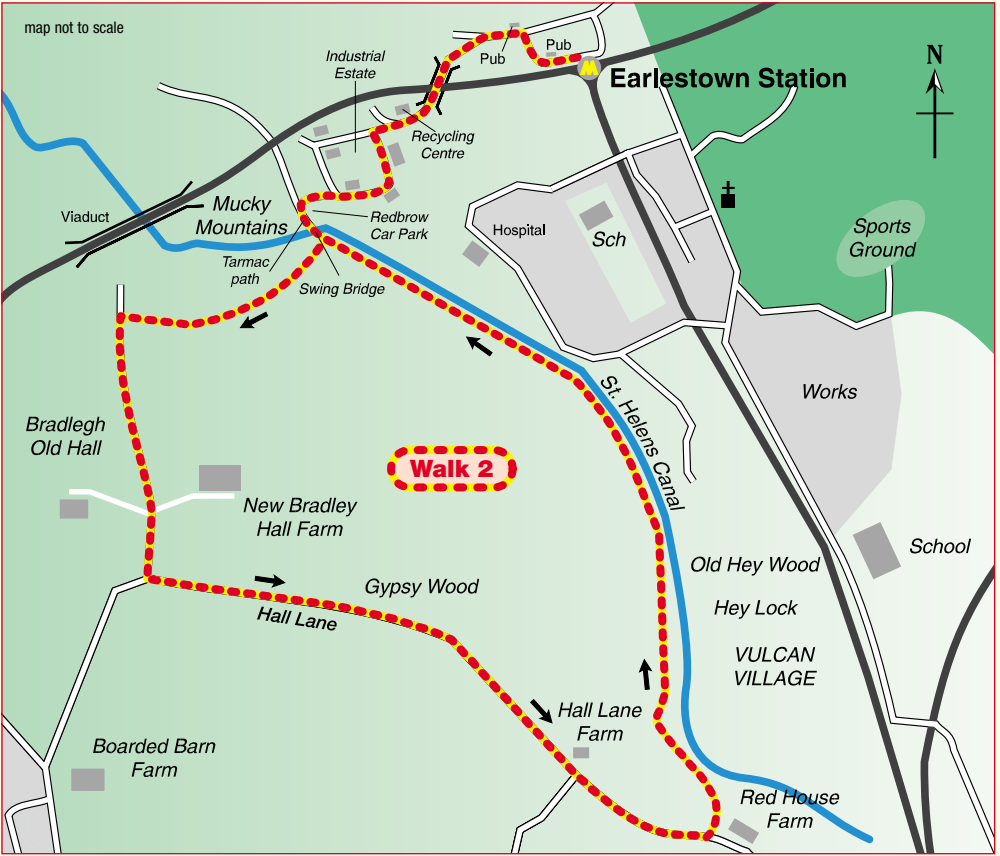 map not to scale
Pub
Pub
M
Earlestown Station
N
Industrial
Estate
Recycling
Centre
Viaduct
Mucky
Mountains
Redbrow
Car Park
Tarmac
path
Swing Bridge
Hospital
Sch
Sports
Ground
Works
St. Helens Canal
Bradlegh
Old Hall
Walk 2
New Bradley
Hall Farm
School
Old Hey Wood
Gypsy Wood
Hey Lock
Hall Lane
VULCAN
VILLAGE
Hall Lane
Farm
Boarded Barn
Farm
Red House
Farm